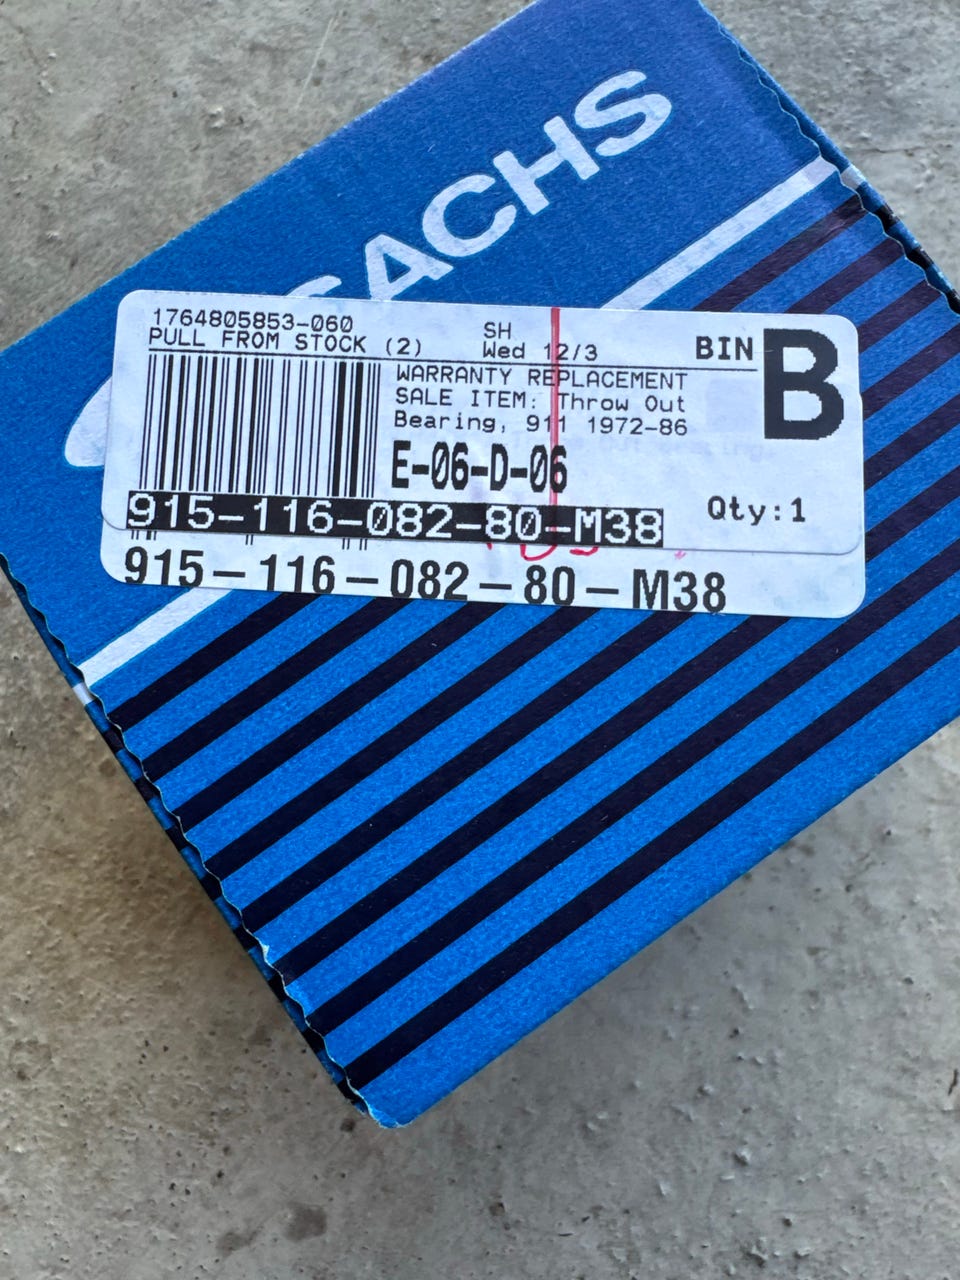 SACHS
1764805853-060
SH
PULL FROM STOCK (2)
Wed 12/3
BIN B
WARRANTY REPLACEMENT
SALE ITEM: Throw Out
Bearing, 911 1972-86
E-06-D-06
915-116-082-80-M38
Qty:1
915-116-082-80-M38